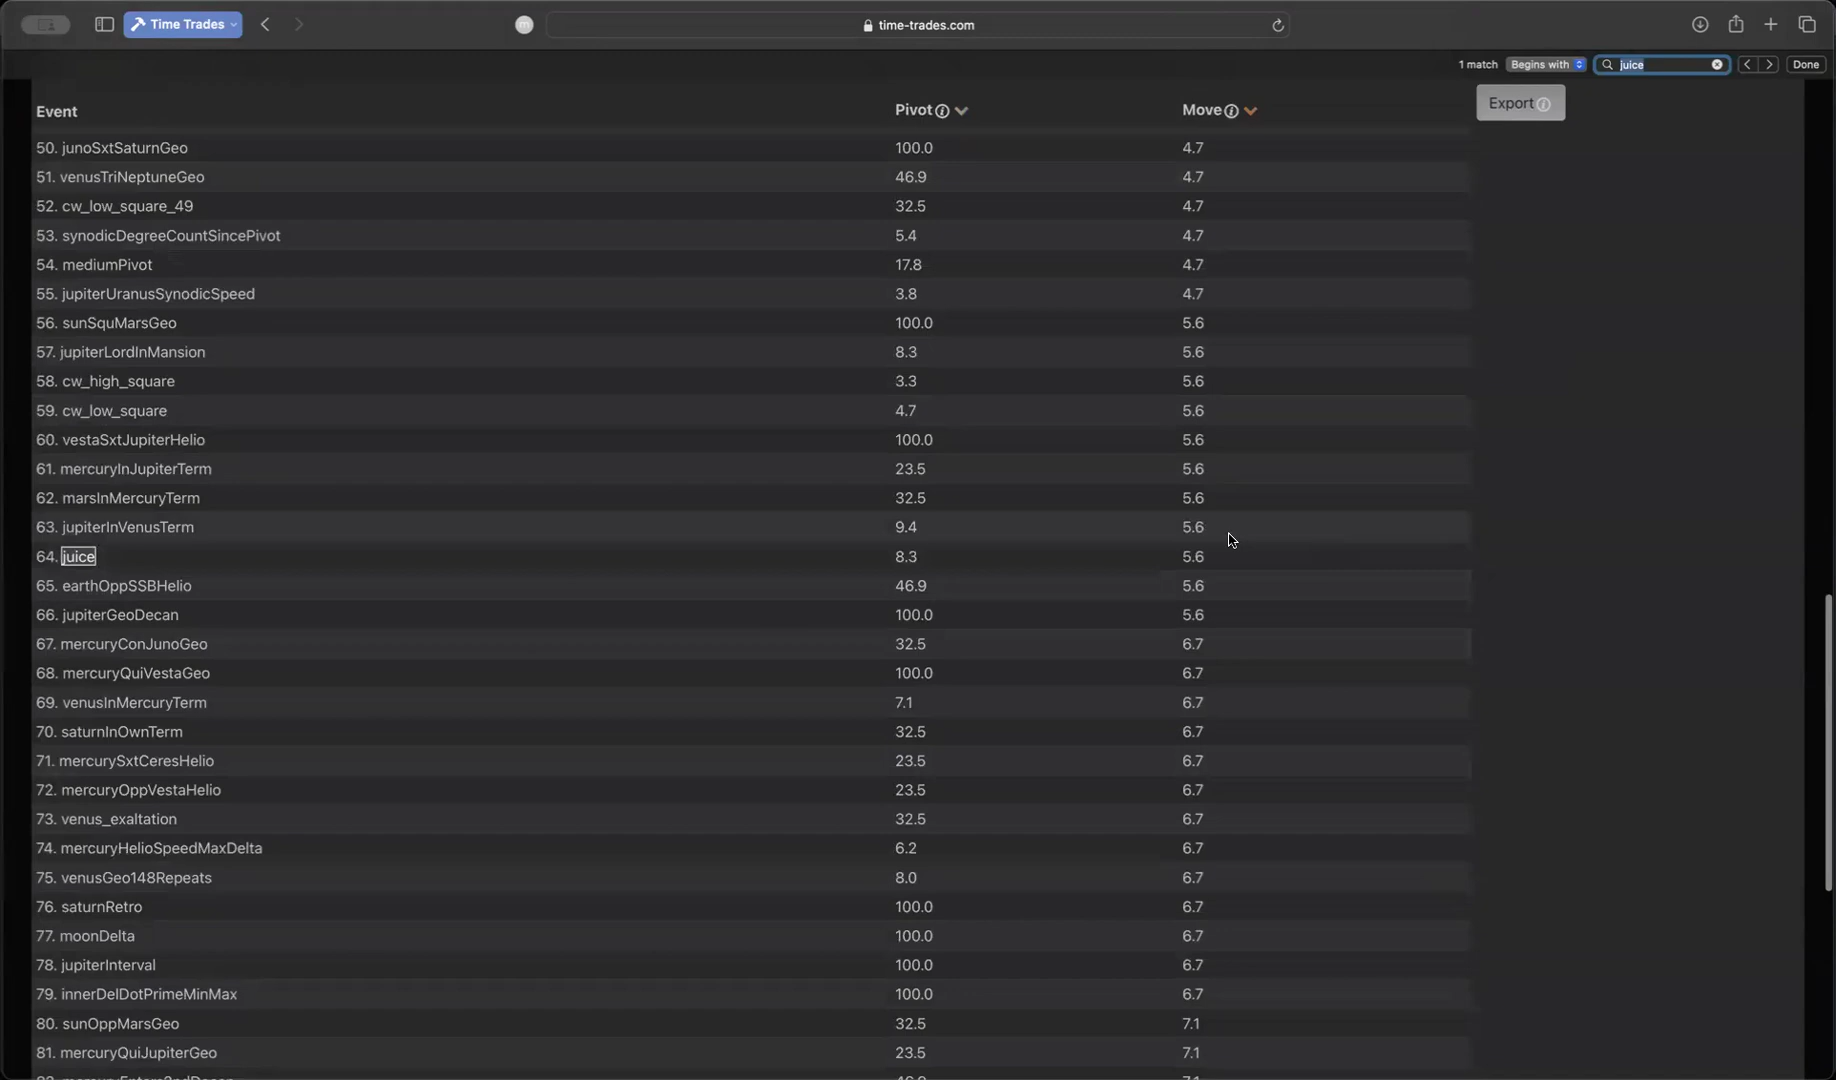 Time Trades
time-trades.com
1 match Begins with juice Done
Event Pivot Move Export
50. junoSxtSaturnGeo 100.0 4.7
51. venusTriNeptuneGeo 46.9 4.7
52. cw_low_square_49 32.5 4.7
53. synodicDegreeCountSincePivot 5.4 4.7
54. mediumPivot 17.8 4.7
55. jupiterUranusSynodicSpeed 3.8 4.7
56. sunSquMarsGeo 100.0 5.6
57. jupiterLordInMansion 8.3 5.6
58. cw_high_square 3.3 5.6
59. cw_low_square 4.7 5.6
60. vestaSxtJupiterHelio 100.0 5.6
61. mercuryInJupiterTerm 23.5 5.6
62. marsInMercuryTerm 32.5 5.6
63. jupiterInVenusTerm 9.4 5.6
64. juice 8.3 5.6
65. earthOppSSBHelio 46.9 5.6
66. jupiterGeoDecan 100.0 5.6
67. mercuryConJunoGeo 32.5 6.7
68. mercuryQuiVestaGeo 100.0 6.7
69. venusInMercuryTerm 7.1 6.7
70. saturnInOwnTerm 32.5 6.7
71. mercurySxtCeresHelio 23.5 6.7
72. mercuryOppVestaHelio 23.5 6.7
73. venus_exaltation 32.5 6.7
74. mercuryHelioSpeedMaxDelta 6.2 6.7
75. venusGeo148Repeats 8.0 6.7
76. saturnRetro 100.0 6.7
77. moonDelta 100.0 6.7
78. jupiterInterval 100.0 6.7
79. innerDelDotPrimeMinMax 100.0 6.7
80. sunOppMarsGeo 32.5 7.1
81. mercuryQuiJupiterGeo 23.5 7.1